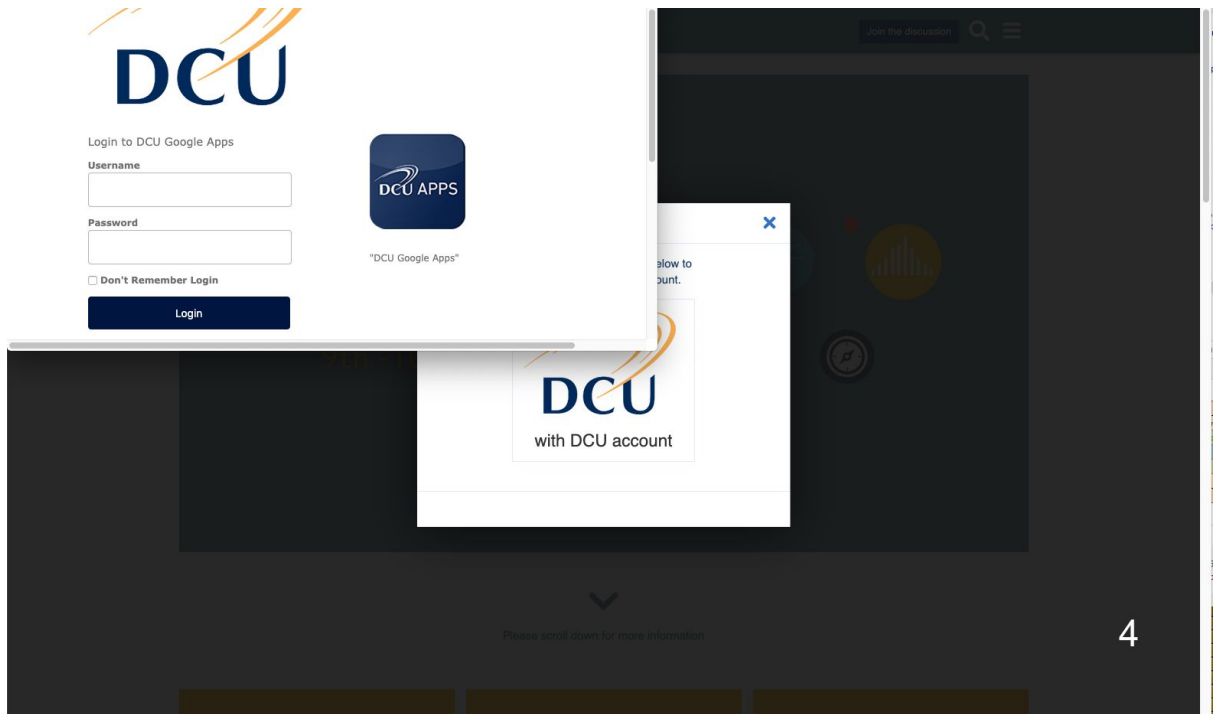 DCU
Login to DCU Google Apps
Username
Password
Don't Remember Login
Login
DCU APPS
"DCU Google Apps"
Join the discussion
elow to
ount.
DCU
with DCU account
Please scroll down for more information
4